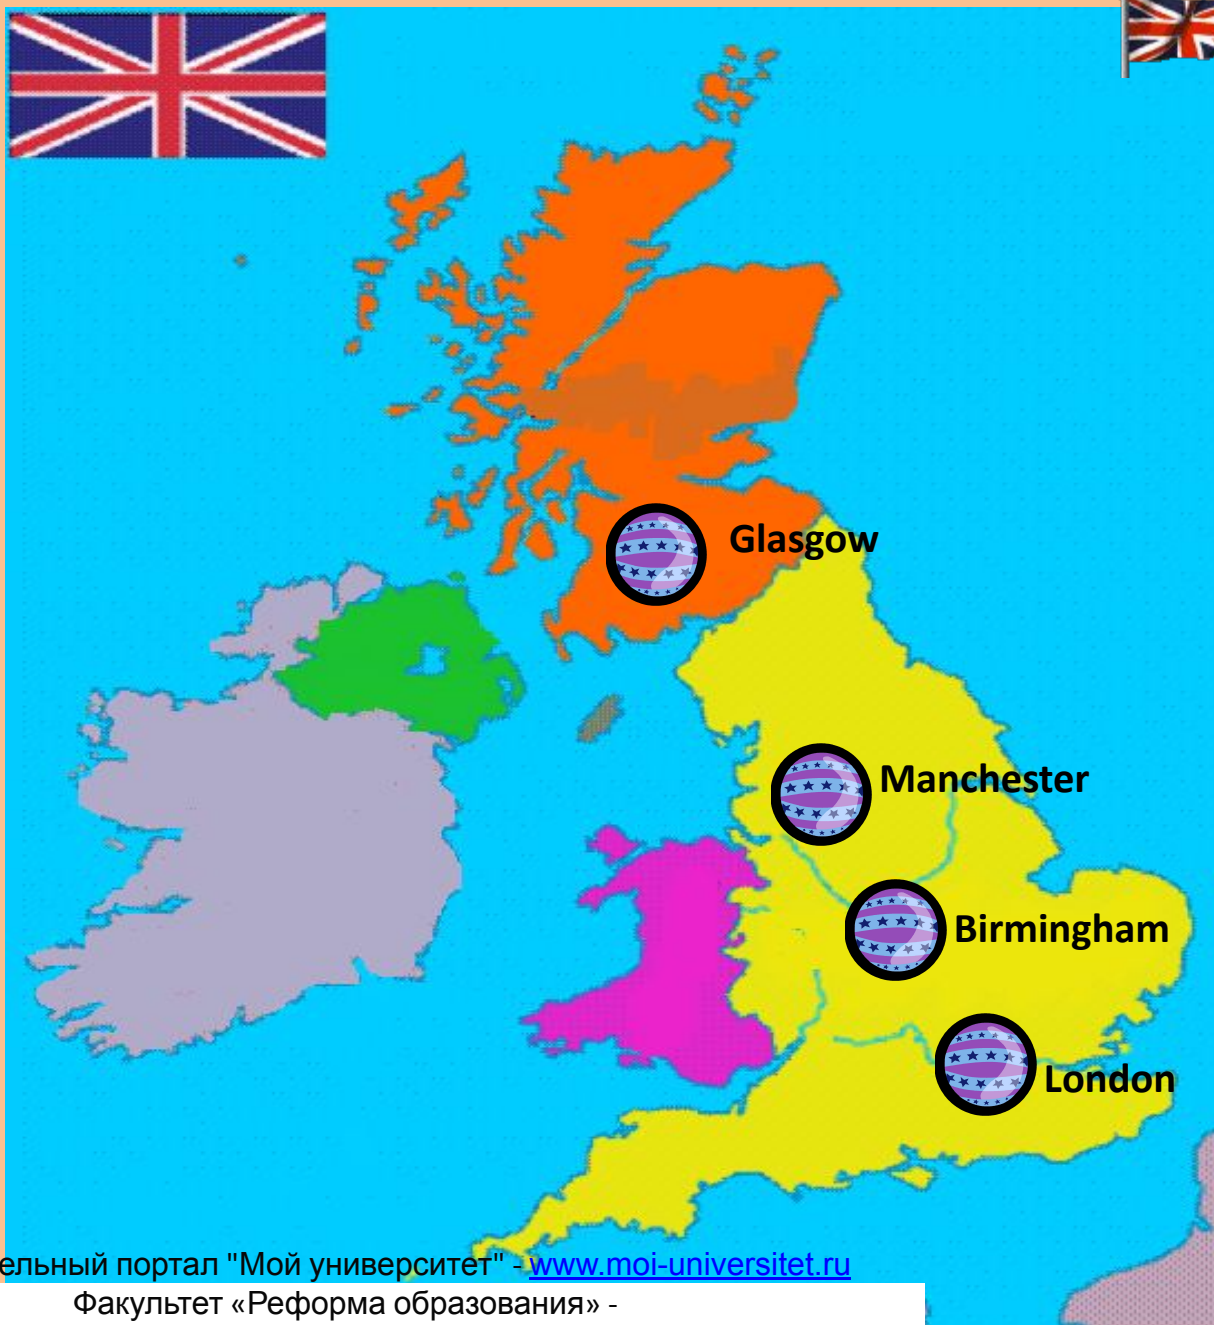 Glasgow
Manchester
Birmingham
London
ельный портал "Мой университет" - www.moi-universitet.ru
Факультет «Реформа образования» -